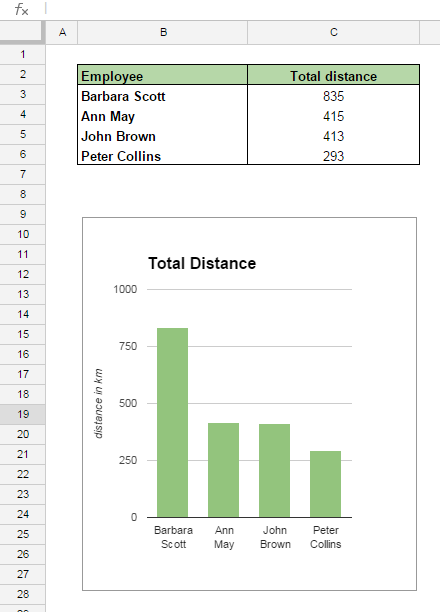 fx
A B C
1
2 Employee Total distance
3 Barbara Scott 835
4 Ann May 415
5 John Brown 413
6 Peter Collins 293
7
8
9
10
11
12
13
14
15
16
17
18
19
20
21
22
23
24
25
26
27
28
Total Distance
1000
750
500
250
0
distance in km
Barbara Scott
Ann May
John Brown
Peter Collins